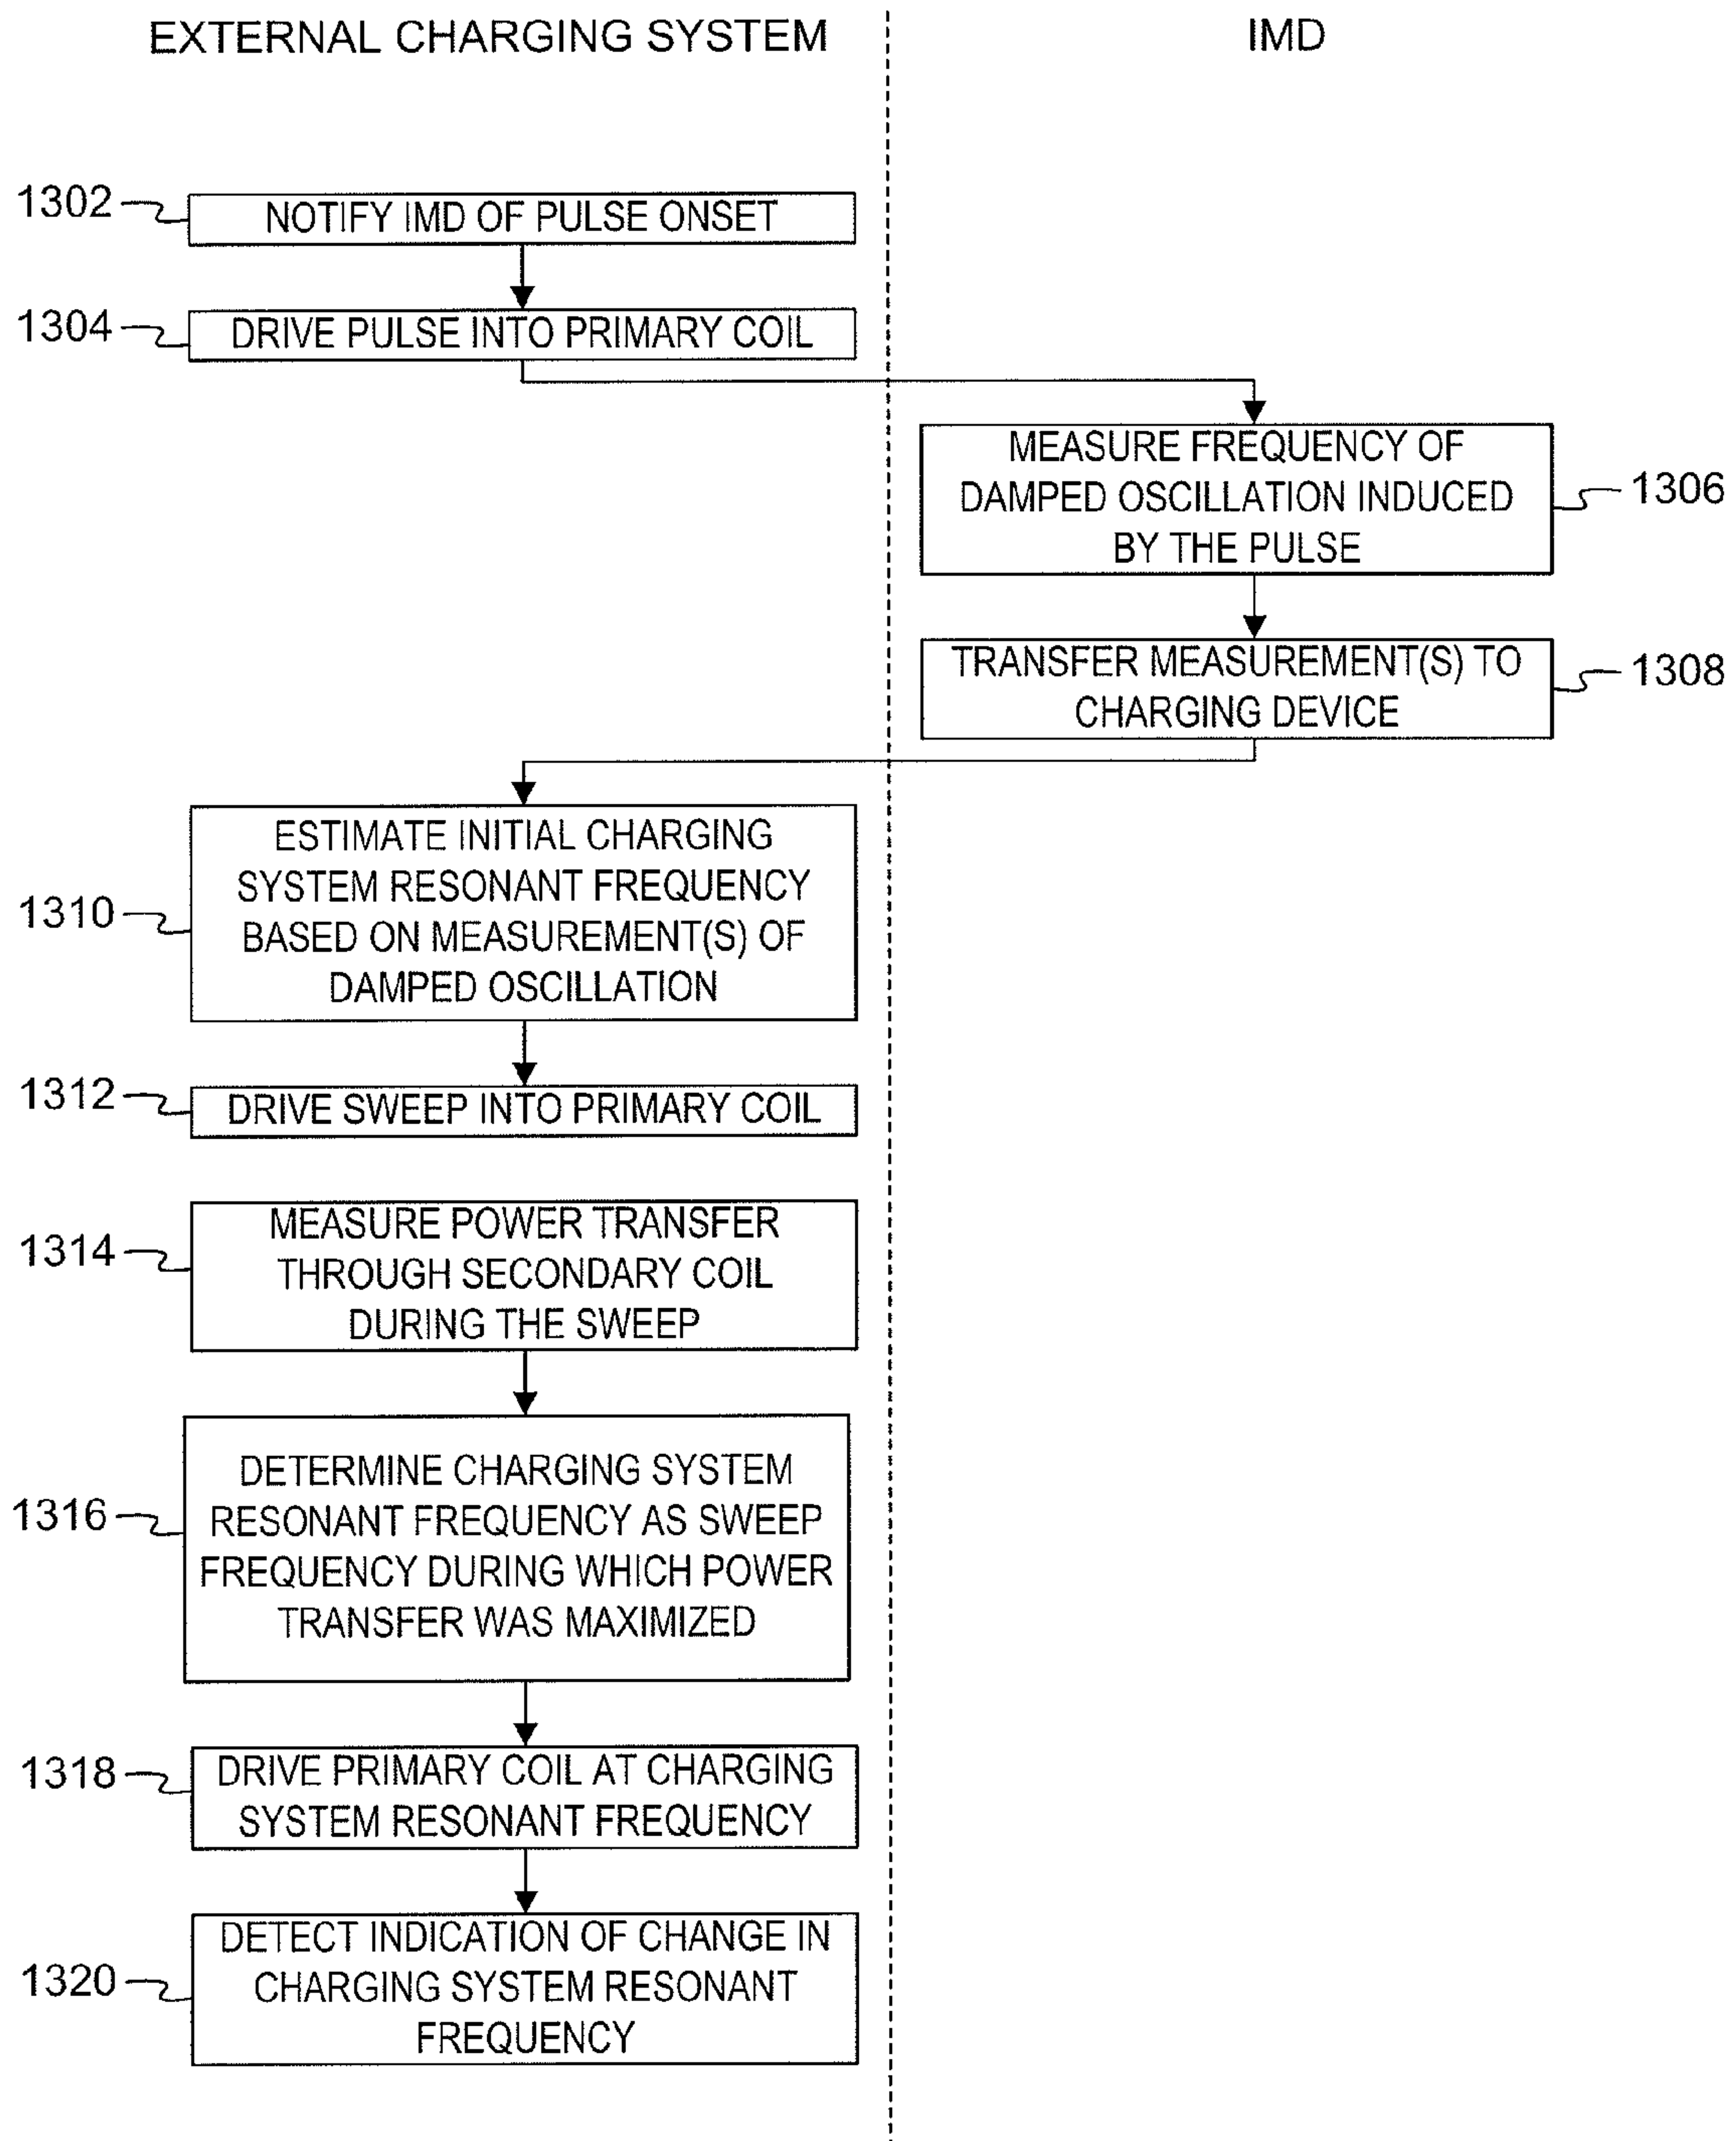 EXTERNAL CHARGING SYSTEM
IMD
1302
NOTIFY IMD OF PULSE ONSET
1304
DRIVE PULSE INTO PRIMARY COIL
MEASURE FREQUENCY OF
DAMPED OSCILLATION INDUCED
BY THE PULSE
1306
TRANSFER MEASUREMENT(S) TO
CHARGING DEVICE
1308
1310
ESTIMATE INITIAL CHARGING
SYSTEM RESONANT FREQUENCY
BASED ON MEASUREMENT(S) OF
DAMPED OSCILLATION
1312
DRIVE SWEEP INTO PRIMARY COIL
1314
MEASURE POWER TRANSFER
THROUGH SECONDARY COIL
DURING THE SWEEP
1316
DETERMINE CHARGING SYSTEM
RESONANT FREQUENCY AS SWEEP
FREQUENCY DURING WHICH POWER
TRANSFER WAS MAXIMIZED
1318
DRIVE PRIMARY COIL AT CHARGING
SYSTEM RESONANT FREQUENCY
1320
DETECT INDICATION OF CHANGE IN
CHARGING SYSTEM RESONANT
FREQUENCY